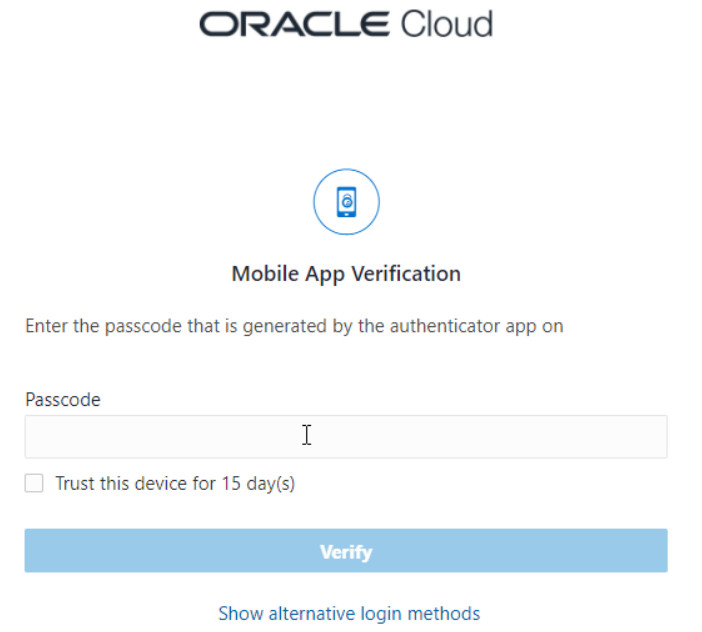 ORACLE Cloud
Mobile App Verification
Enter the passcode that is generated by the authenticator app on
Passcode
Trust this device for 15 day(s)
Verify
Show alternative login methods